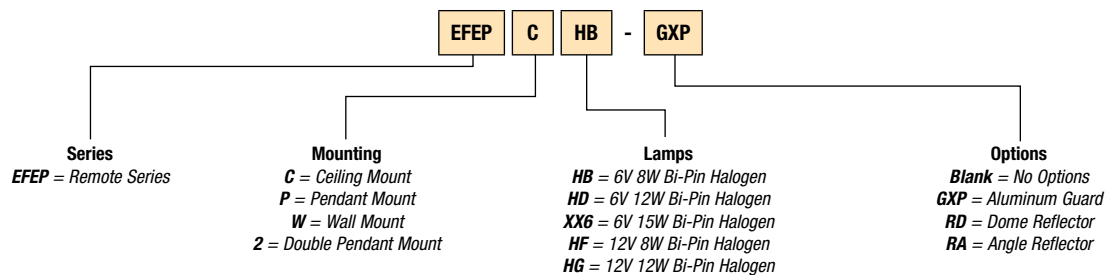 EFEP C HB - GXP
Series
EFEP = Remote Series
Mounting
C = Ceiling Mount
P = Pendant Mount
W = Wall Mount
2 = Double Pendant Mount
Lamps
HB = 6V 8W Bi-Pin Halogen
HD = 6V 12W Bi-Pin Halogen
XX6 = 6V 15W Bi-Pin Halogen
HF = 12V 8W Bi-Pin Halogen
HG = 12V 12W Bi-Pin Halogen
Options
Blank = No Options
GXP = Aluminum Guard
RD = Dome Reflector
RA = Angle Reflector